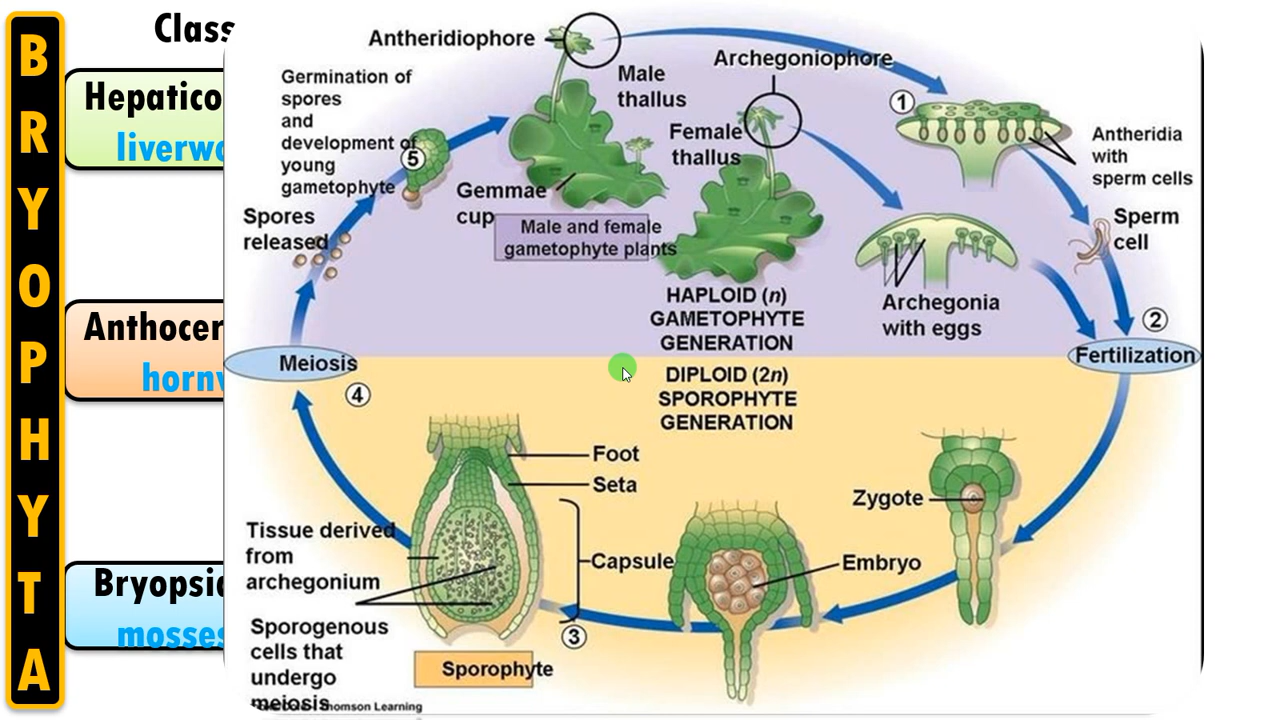 BRYOPHYTA
Class
Hepatico
liverwo
Anthocer
horn
Bryopsi
mosses
Antheridiophore
Archegoniophore
Germination of
spores
and
development of
young
gametophyte
Male
thallus
Female
thallus
1
Antheridia
with
sperm cells
5
Gemmae
cup
Spores
released
Male and female
gametophyte plants
Sperm
cell
Archegonia
with eggs
HAPLOID (n)
GAMETOPHYTE
GENERATION
2
Fertilization
Meiosis
4
DIPLOID (2n)
SPOROPHYTE
GENERATION
Foot
Seta
Zygote
Tissue derived
from
archegonium
Capsule
Embryo
Sporogenous
cells that
undergo
meiosis
3
Sporophyte
Thomson Learning